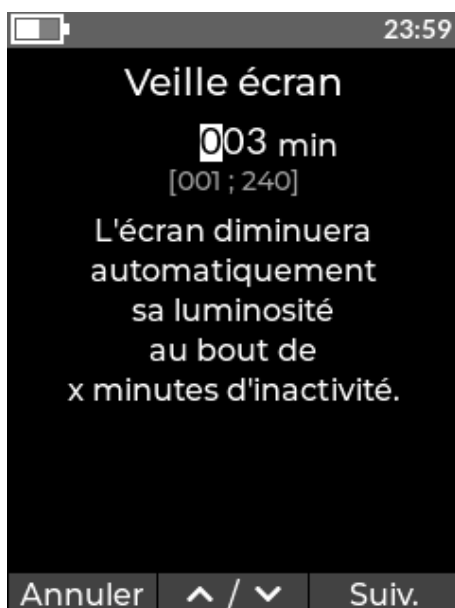 23:59
Veille écran
003 min
[001 ; 240]
L'écran diminuera
automatiquement
sa luminosité
au bout de
x minutes d'inactivité.
Annuler / Suiv.